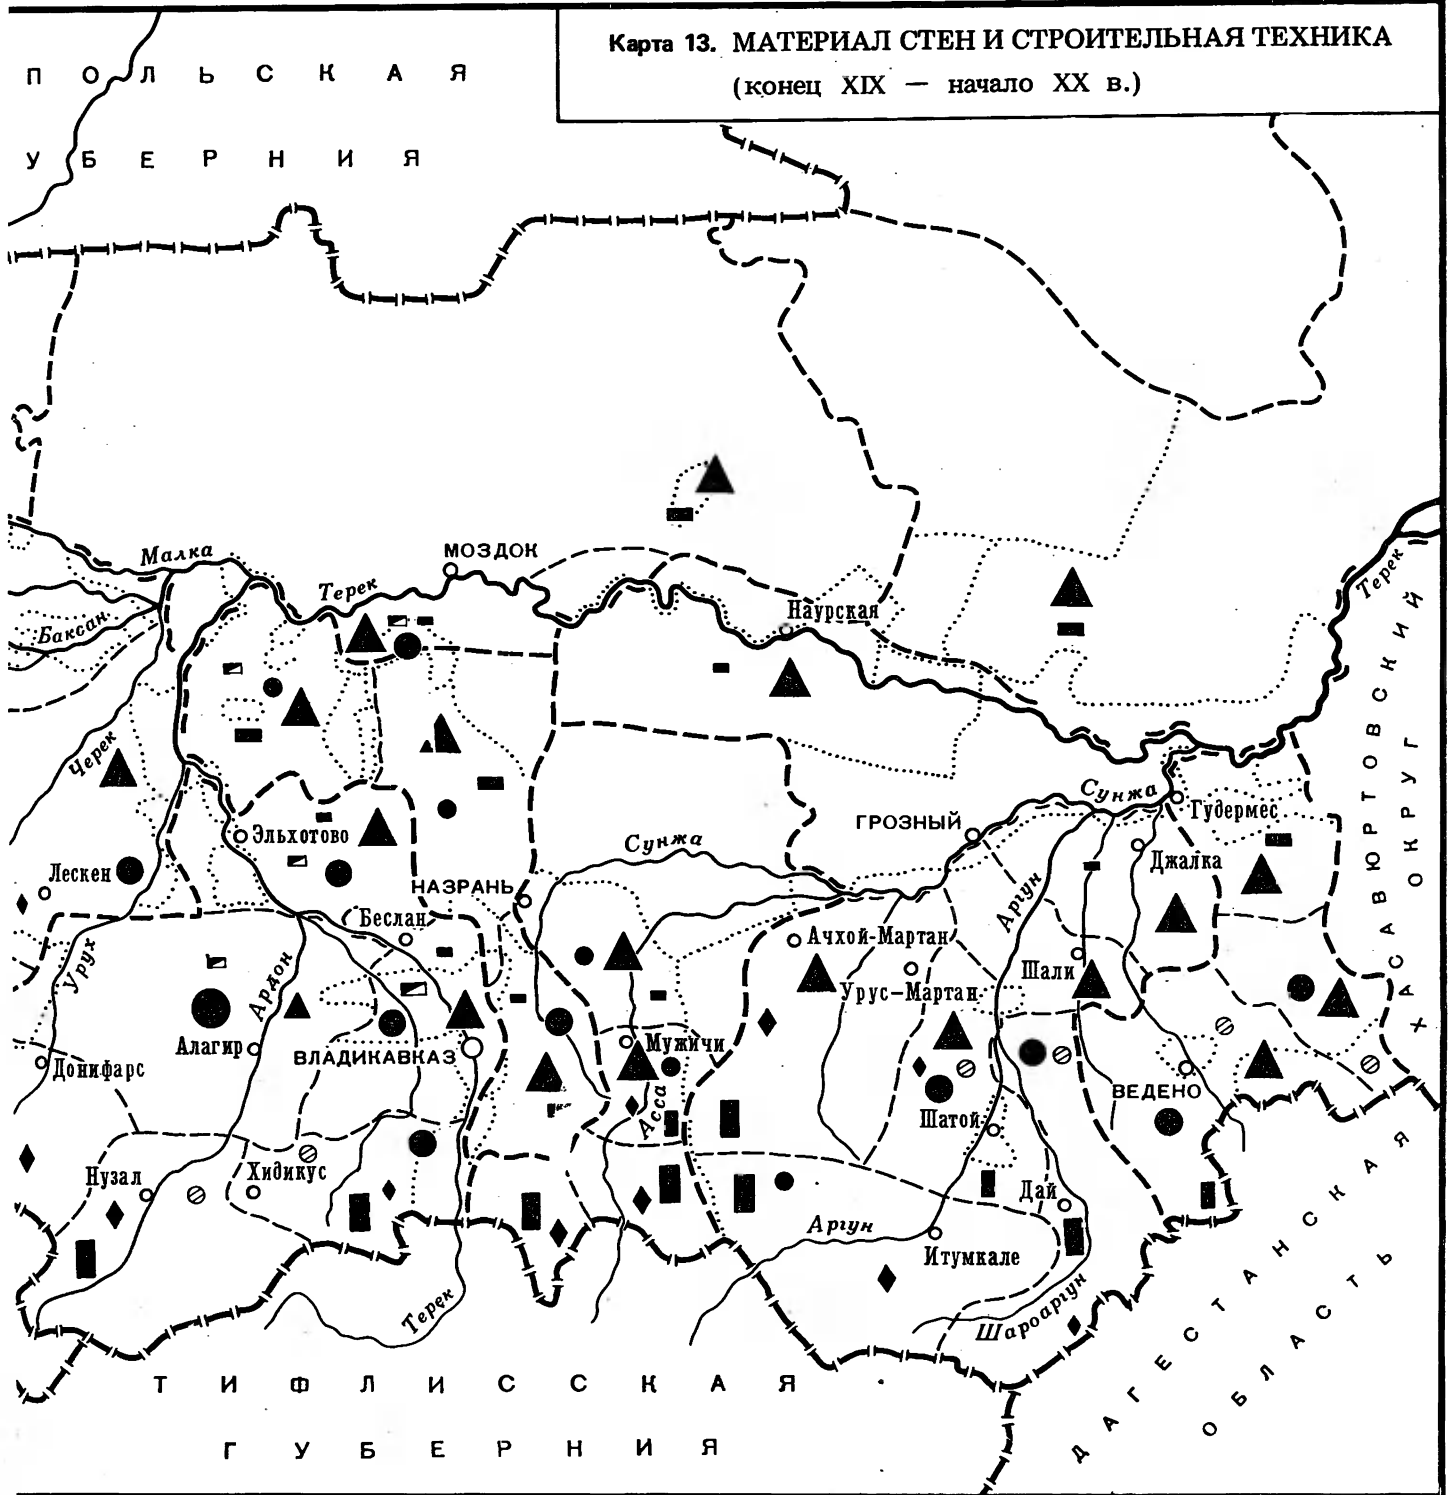 Карта 13. МАТЕРИАЛ СТЕН И СТРОИТЕЛЬНАЯ ТЕХНИКА
(конец XIX — начало XX в.)
ПОЛЬСКАЯ
УБЕРНИЯ
МОЗДОК
Малка
Терек
Баксан
Наурская
Терек
ХАСАВЮРТОВСКИЙ
ОКРУГ
Черек
Сунжа
Гудермес
Эльхотово
ГРОЗНЫЙ
Сунжа
Джалка
Лескен
НАЗРАНЬ
Аргун
Беслан
Ачхой-Мартан
Шали
Урух
Ардон
Урус-Мартан
Алагир
ВЛАДИКАВКАЗ
Мужичи
Донифарс
ВЕДЕНО
Асса
Шатой
Нузал
Хидикус
Дай
Аргун
Итумкале
Терек
Шароаргун
ТИФЛИССКАЯ
ГУБЕРНИЯ
ДАГЕСТАНСКАЯ
ОБЛАСТЬ